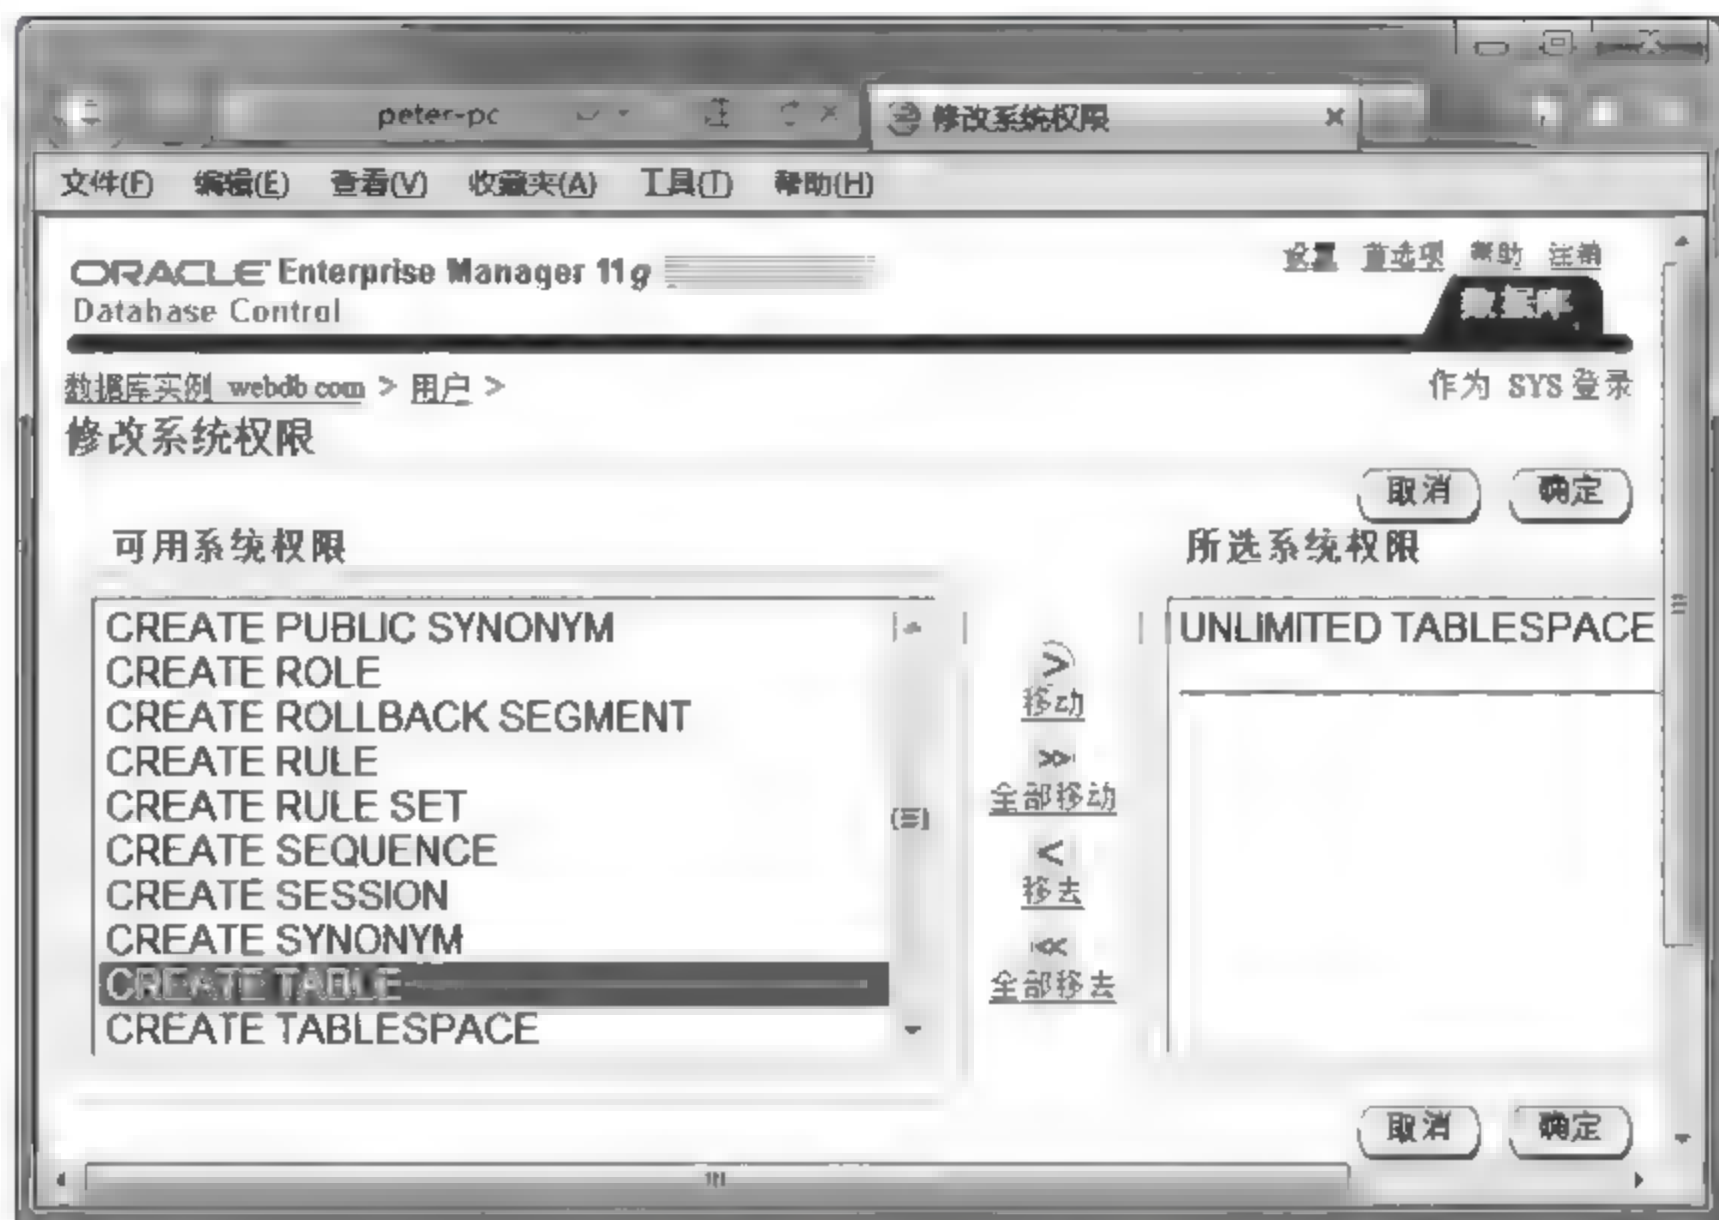 peter-pc
修改系统权限
文件(F) 编辑(E) 查看(V) 收藏夹(A) 工具(T) 帮助(H)
设置 首选项 帮助 注销
ORACLE Enterprise Manager 11g
Database Control
数据库
数据库实例 webdb com > 用户 >
作为 SYS 登录
修改系统权限
取消 确定
可用系统权限
所选系统权限
CREATE PUBLIC SYNONYM
CREATE ROLE
CREATE ROLLBACK SEGMENT
CREATE RULE
CREATE RULE SET
CREATE SEQUENCE
CREATE SESSION
CREATE SYNONYM
CREATE TABLE
CREATE TABLESPACE
移动
全部移动
移去
全部移去
UNLIMITED TABLESPACE
取消 确定